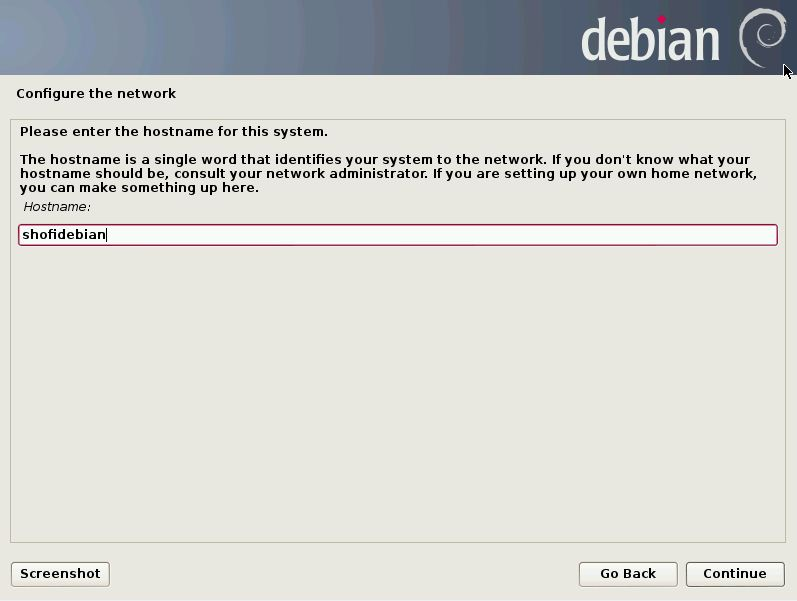 debian
Configure the network
Please enter the hostname for this system.
The hostname is a single word that identifies your system to the network. If you don't know what your
hostname should be, consult your network administrator. If you are setting up your own home network,
you can make something up here.
Hostname:
shofidebian
Screenshot
Go Back
Continue